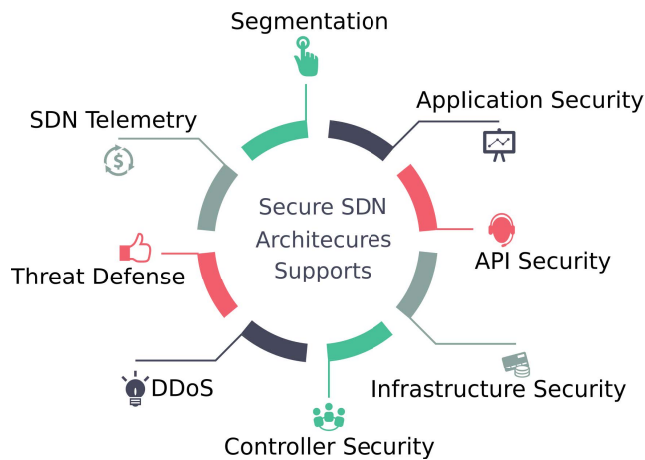 Segmentation
Application Security
SDN Telemetry
Secure SDN
Architecures
Supports
API Security
Threat Defense
DDoS
Infrastructure Security
Controller Security